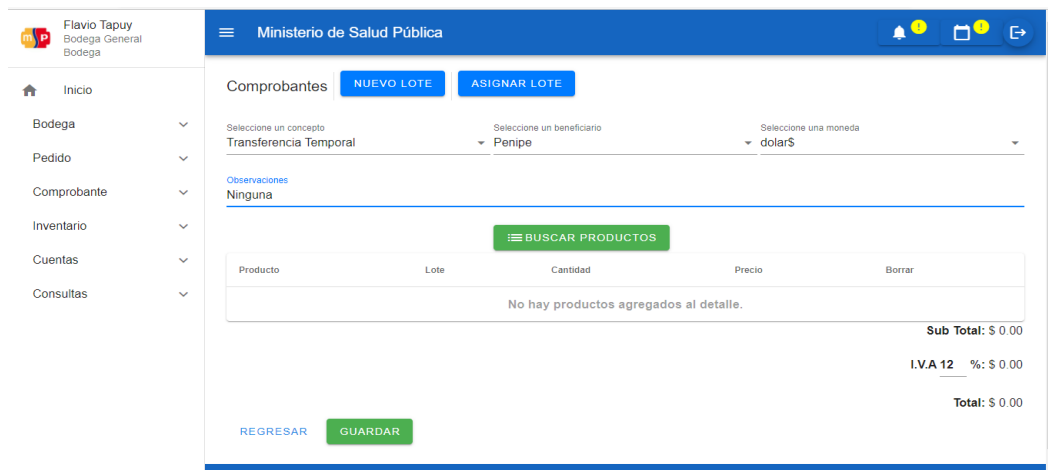 Flavio Tapuy
Bodega General
Bodega
Inicio
Bodega
Pedido
Comprobante
Inventario
Cuentas
Consultas
Ministerio de Salud Pública
! !
Comprobantes NUEVO LOTE ASIGNAR LOTE
Seleccione un concepto Seleccione un beneficiario Seleccione una moneda
Transferencia Temporal Penipe dolar$
Observaciones
Ninguna
BUSCAR PRODUCTOS
Producto Lote Cantidad Precio Borrar
No hay productos agregados al detalle.
Sub Total: $ 0.00
I.V.A 12 %: $ 0.00
Total: $ 0.00
REGRESAR GUARDAR